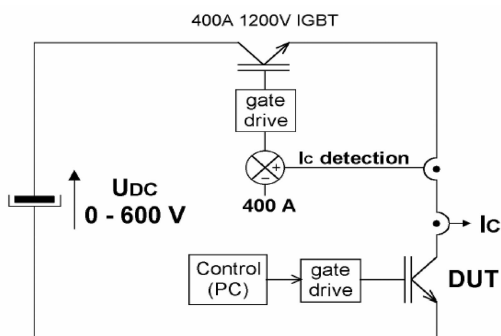 400A 1200V IGBT
gate
drive
+
−
IC detection
400 A
UDC
0 - 600 V
IC
Control
(PC)
gate
drive
DUT